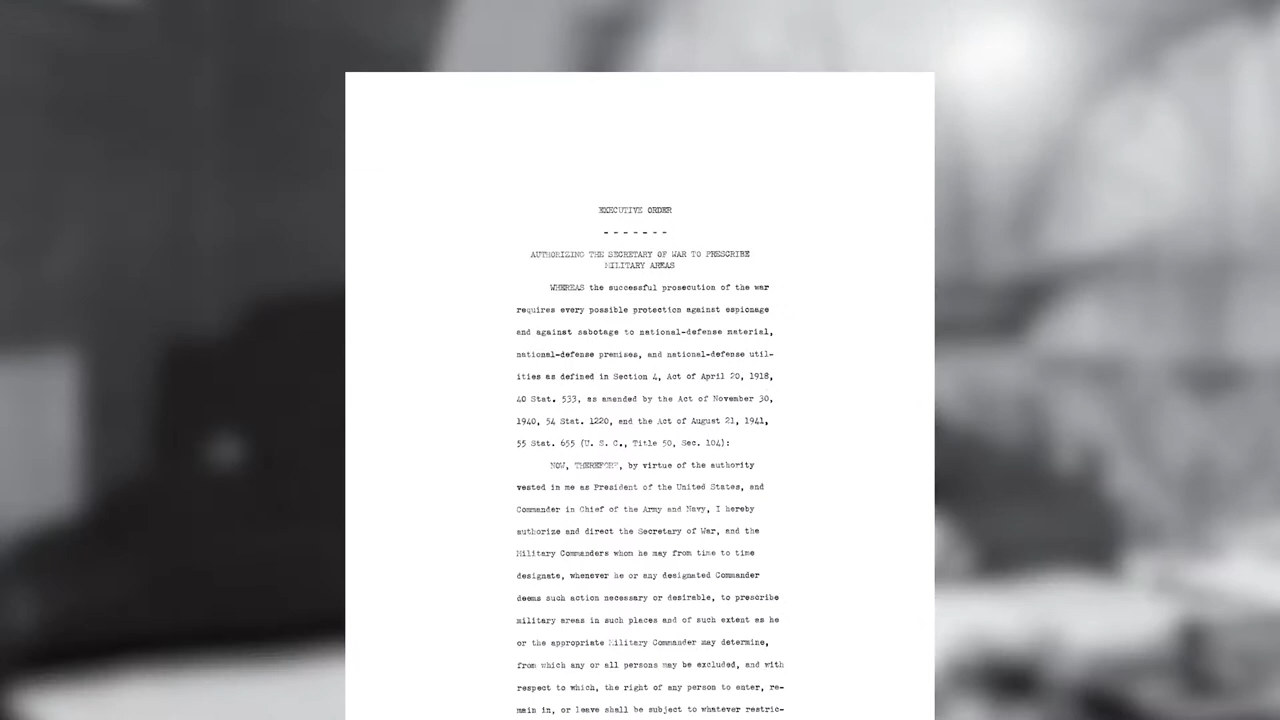 EXECUTIVE ORDER
- - - - - - -
AUTHORIZING THE SECRETARY OF WAR TO PRESCRIBE
MILITARY AREAS
WHEREAS the successful prosecution of the war
requires every possible protection against espionage
and against sabotage to national-defense material,
national-defense premises, and national-defense util-
ities as defined in Section 4, Act of April 20, 1918,
40 Stat. 533, as amended by the Act of November 30,
1940, 54 Stat. 1220, and the Act of August 21, 1941,
55 Stat. 655 (U. S. C., Title 50, Sec. 104):
NOW, THEREFORE, by virtue of the authority
vested in me as President of the United States, and
Commander in Chief of the Army and Navy, I hereby
authorize and direct the Secretary of War, and the
Military Commanders whom he may from time to time
designate, whenever he or any designated Commander
deems such action necessary or desirable, to prescribe
military areas in such places and of such extent as he
or the appropriate Military Commander may determine,
from which any or all persons may be excluded, and with
respect to which, the right of any person to enter, re-
main in, or leave shall be subject to whatever restric-